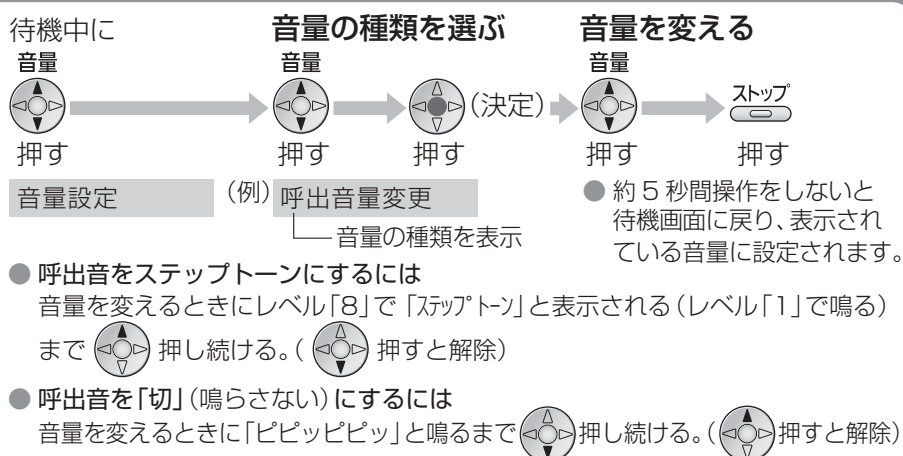 待機中に
音量
押す
音量設定
音量の種類を選ぶ
音量
押す
押す
(決定)
(例)
呼出音量変更
音量の種類を表示
音量を変える
音量
押す
ストップ
押す
● 約5秒間操作をしないと
待機画面に戻り、表示され
ている音量に設定されます。
● 呼出音をステップトーンにするには
音量を変えるときにレベル「8」で「ステップトーン」と表示される(レベル「1」で鳴る)
まで 押し続ける。( 押すと解除)
● 呼出音を「切」(鳴らさない)にするには
音量を変えるときに「ピピッピピッ」と鳴るまで 押し続ける。( 押すと解除)